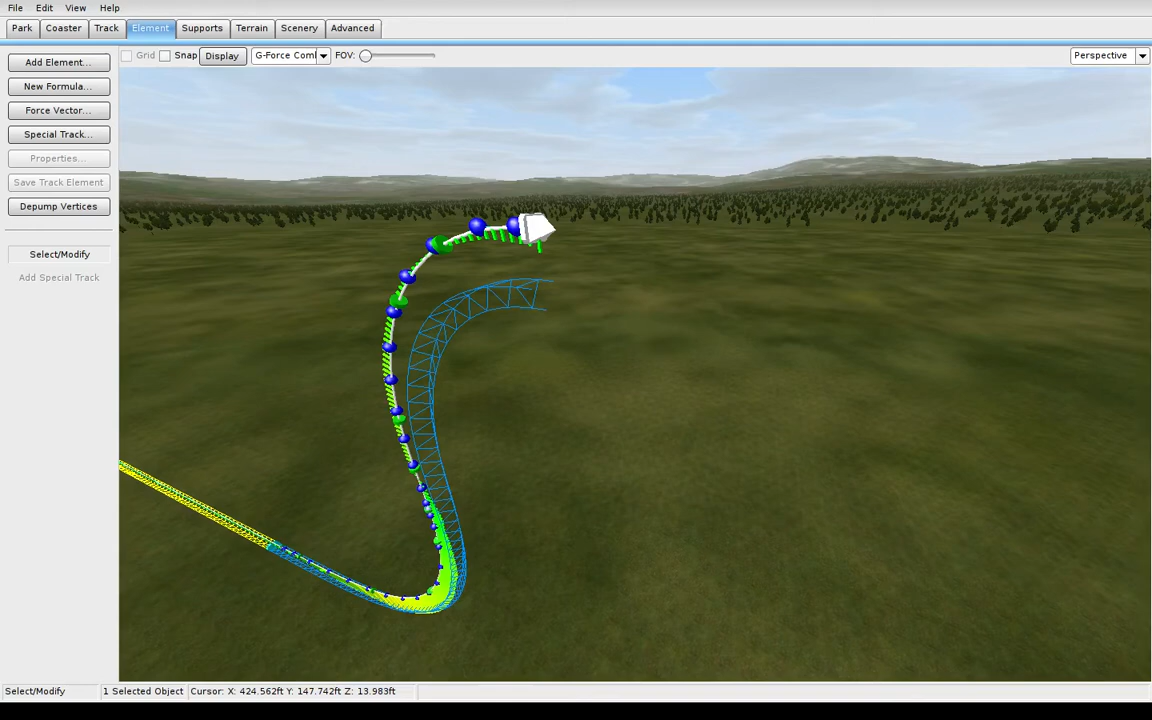 File Edit View Help
Park Coaster Track Element Supports Terrain Scenery Advanced
Grid Snap Display G-Force Coml FOV: Perspective
Add Element...
New Formula...
Force Vector...
Special Track...
Properties...
Save Track Element
Depump Vertices
Select/Modify
Add Special Track
Select/Modify 1 Selected Object Cursor: X: 424.562ft Y: 147.742ft Z: 13.983ft